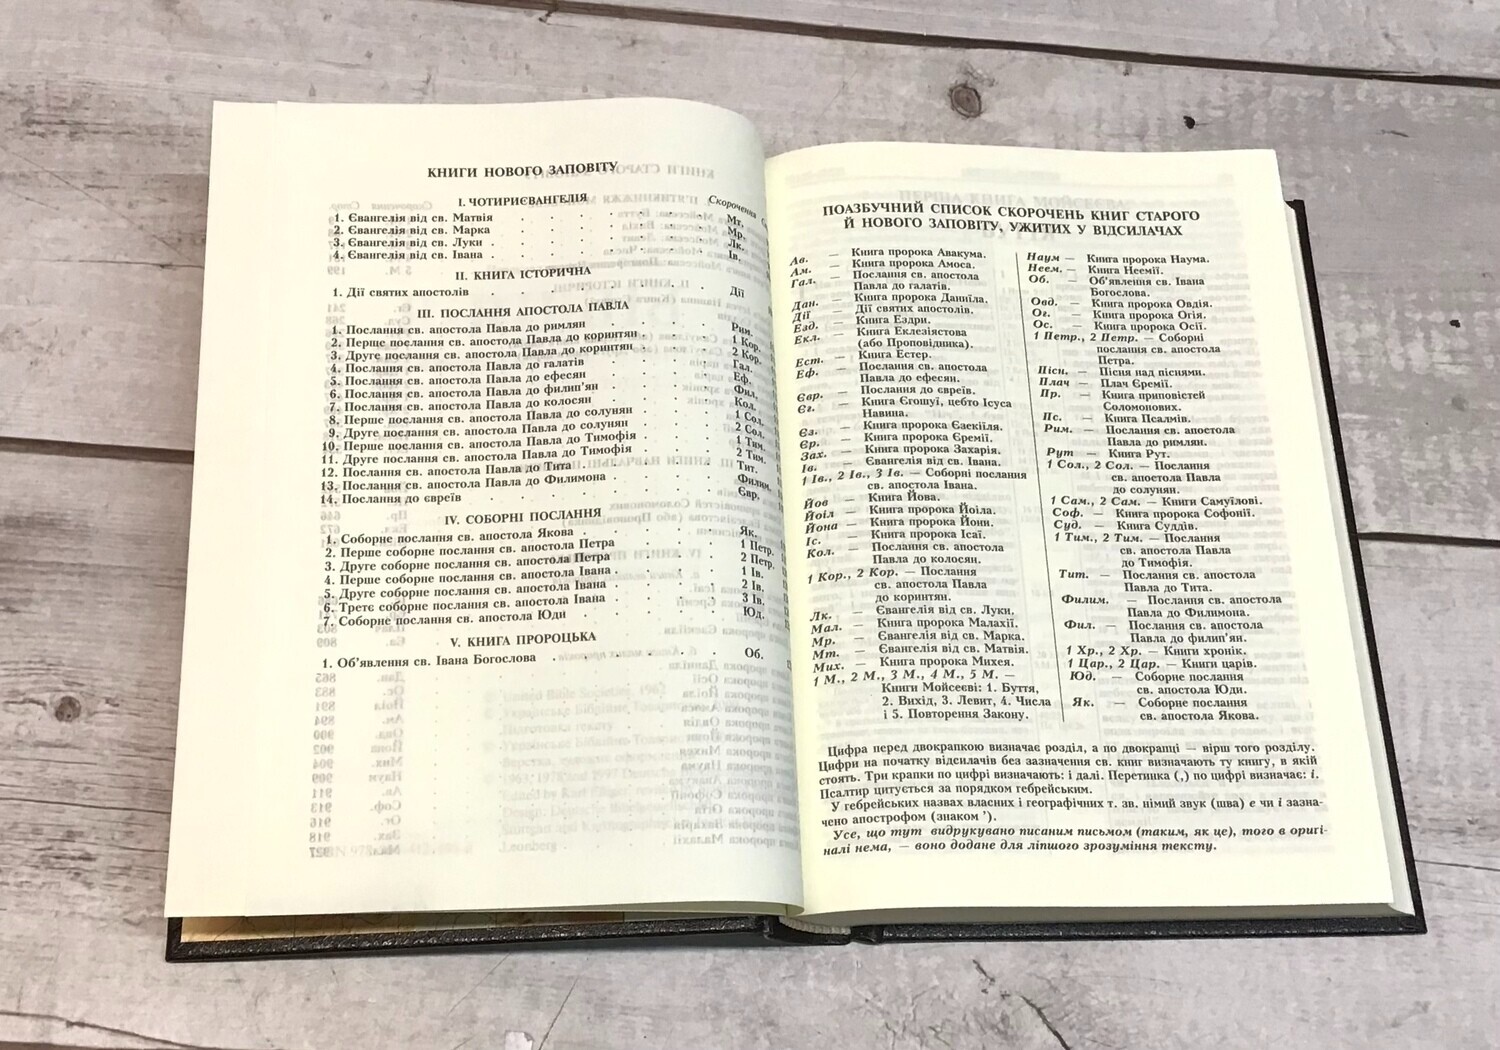 КНИГИ НОВОГО ЗАПОВІТУ
І. ЧОТИРИЄВАНГЕЛІЯ
Скорочення
1. Євангелія від св. Матвія . . . . . . . Мт.
2. Євангелія від св. Марка . . . . . . . Мр.
3. Євангелія від св. Луки . . . . . . . Лк.
4. Євангелія від св. Івана . . . . . . . Ів.
ІІ. КНИГА ІСТОРИЧНА
1. Дії святих апостолів . . . . . . . Дії
ІІІ. ПОСЛАННЯ АПОСТОЛА ПАВЛА
1. Послання св. апостола Павла до римлян . . . . Рим.
2. Перше послання св. апостола Павла до коринтян . . . 1 Кор.
3. Друге послання св. апостола Павла до коринтян . . . 2 Кор.
4. Послання св. апостола Павла до галатів . . . . Гал.
5. Послання св. апостола Павла до ефесян . . . . Еф.
6. Послання св. апостола Павла до филип'ян . . . . Фил.
7. Послання св. апостола Павла до колосян . . . . Кол.
8. Перше послання св. апостола Павла до солунян . . . 1 Сол.
9. Друге послання св. апостола Павла до солунян . . . 2 Сол.
10. Перше послання св. апостола Павла до Тимофія . . . 1 Тим.
11. Друге послання св. апостола Павла до Тимофія . . . 2 Тим.
12. Послання св. апостола Павла до Тита . . . . Тит.
13. Послання св. апостола Павла до Филимона . . . . Филим.
14. Послання до євреїв . . . . . . . Євр.
IV. СОБОРНІ ПОСЛАННЯ
1. Соборне послання св. апостола Якова . . . . . Як.
2. Перше соборне послання св. апостола Петра . . . . 1 Петр.
3. Друге соборне послання св. апостола Петра . . . . 2 Петр.
4. Перше соборне послання св. апостола Івана . . . . 1 Ів.
5. Друге соборне послання св. апостола Івана . . . . 2 Ів.
6. Третє соборне послання св. апостола Івана . . . . 3 Ів.
7. Соборне послання св. апостола Юди . . . . . Юд.
V. КНИГА ПРОРОЦЬКА
1. Об'явлення св. Івана Богослова . . . . . . Об.
ПОАЗБУЧНИЙ СПИСОК СКОРОЧЕНЬ КНИГ СТАРОГО
Й НОВОГО ЗАПОВІТУ, УЖИТИХ У ВІДСИЛАЧАХ
Ав. — Книга пророка Авакума.
Ам. — Книга пророка Амоса.
Гал. — Послання св. апостола
Павла до галатів.
Дан. — Книга пророка Даниїла.
Дії — Дії святих апостолів.
Езд. — Книга Ездри.
Екл. — Книга Еклезіястова
(або Проповідника).
Ест. — Книга Естер.
Еф. — Послання св. апостола
Павла до ефесян.
Євр. — Послання до євреїв.
Єг. — Книга Єгошуї, цебто Ісуса
Навина.
Єз. — Книга пророка Єзекіїля.
Єр. — Книга пророка Єремії.
Зах. — Книга пророка Захарія.
Ів. — Євангелія від св. Івана.
1 Ів., 2 Ів., 3 Ів. — Соборні послання
св. апостола Івана.
Йов — Книга Йова.
Йоіл — Книга пророка Йоіла.
Йона — Книга пророка Йони.
Іс. — Книга пророка Ісаї.
Кол. — Послання св. апостола
Павла до колосян.
1 Кор., 2 Кор. — Послання
св. апостола Павла
до коринтян.
Лк. — Євангелія від св. Луки.
Мал. — Книга пророка Малахії.
Мр. — Євангелія від св. Марка.
Мт. — Євангелія від св. Матвія.
Мих. — Книга пророка Михея.
1 М., 2 М., 3 М., 4 М., 5 М. —
Книги Мойсеєві: 1. Буття,
2. Вихід, 3. Левит, 4. Числа
і 5. Повторення Закону.
Наум — Книга пророка Наума.
Неем. — Книга Неемії.
Об. — Об'явлення св. Івана
Богослова.
Овд. — Книга пророка Овдія.
Ог. — Книга пророка Огія.
Ос. — Книга пророка Осії.
1 Петр., 2 Петр. — Соборні
послання св. апостола
Петра.
Пісн. — Пісня над піснями.
Плач — Плач Єремії.
Пр. — Книга приповістей
Соломонових.
Пс. — Книга Псалмів.
Рим. — Послання св. апостола
Павла до римлян.
Рут — Книга Рут.
1 Сол., 2 Сол. — Послання
св. апостола Павла
до солунян.
1 Сам., 2 Сам. — Книги Самуїлові.
Соф. — Книга пророка Софонії.
Суд. — Книга Суддів.
1 Тим., 2 Тим. — Послання
св. апостола Павла
до Тимофія.
Тит. — Послання св. апостола
Павла до Тита.
Филим. — Послання св. апостола
Павла до Филимона.
Фил. — Послання св. апостола
Павла до филип'ян.
1 Хр., 2 Хр. — Книги хронік.
1 Цар., 2 Цар. — Книги царів.
Юд. — Соборне послання
св. апостола Юди.
Як. — Соборне послання
св. апостола Якова.
Цифра перед двокрапкою визначає розділ, а по двокрапці — вірш того розділу.
Цифри на початку відсилачів без зазначення св. книг визначають ту книгу, в якій
стоять. Три крапки по цифрі визначають: і далі. Перетинка (,) по цифрі визначає: і.
Псалтир цитується за порядком гебрейським.
У гебрейських назвах власних і географічних т. зв. німий звук (шва) е чи і зазна-
чено апострофом (знаком ').
Усе, що тут видрукувано писаним письмом (таким, як це), того в оригі-
налі нема, — воно додане для ліпшого зрозуміння тексту.